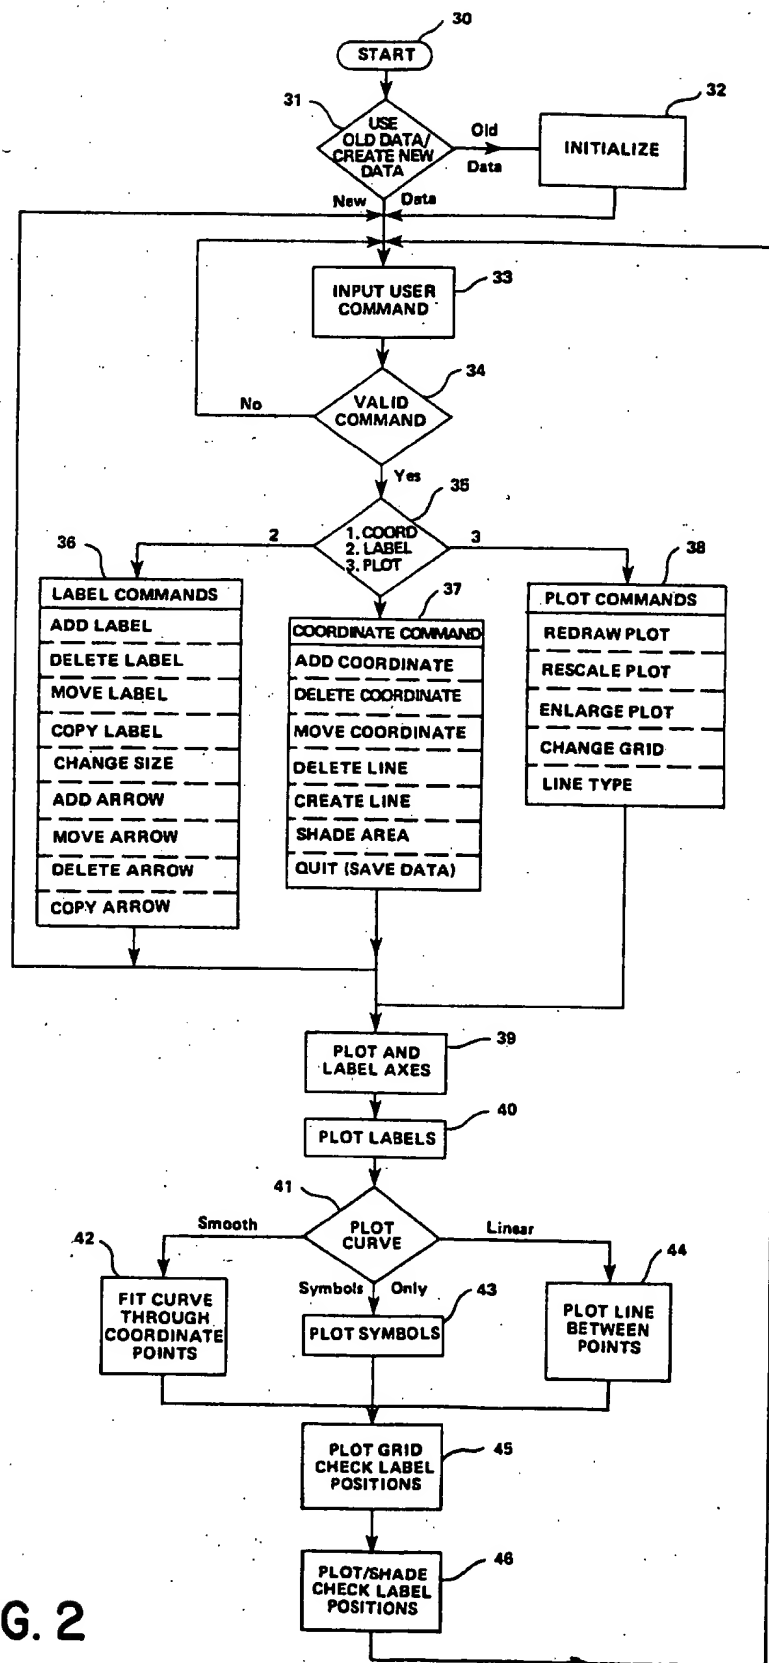 30
START
31
USE
OLD DATA/
CREATE NEW
DATA
Old
Data
32
INITIALIZE
New Data
INPUT USER
COMMAND
33
34
VALID
COMMAND
No
Yes
35
1. COORD
2. LABEL
3. PLOT
2
3
36
LABEL COMMANDS
ADD LABEL
DELETE LABEL
MOVE LABEL
COPY LABEL
CHANGE SIZE
ADD ARROW
MOVE ARROW
DELETE ARROW
COPY ARROW
37
COORDINATE COMMAND
ADD COORDINATE
DELETE COORDINATE
MOVE COORDINATE
DELETE LINE
CREATE LINE
SHADE AREA
QUIT (SAVE DATA)
38
PLOT COMMANDS
REDRAW PLOT
RESCALE PLOT
ENLARGE PLOT
CHANGE GRID
LINE TYPE
39
PLOT AND
LABEL AXES
40
PLOT LABELS
41
PLOT
CURVE
Smooth
Linear
Symbols Only
42
FIT CURVE
THROUGH
COORDINATE
POINTS
43
PLOT SYMBOLS
44
PLOT LINE
BETWEEN
POINTS
45
PLOT GRID
CHECK LABEL
POSITIONS
46
PLOT/SHADE
CHECK LABEL
POSITIONS
G. 2